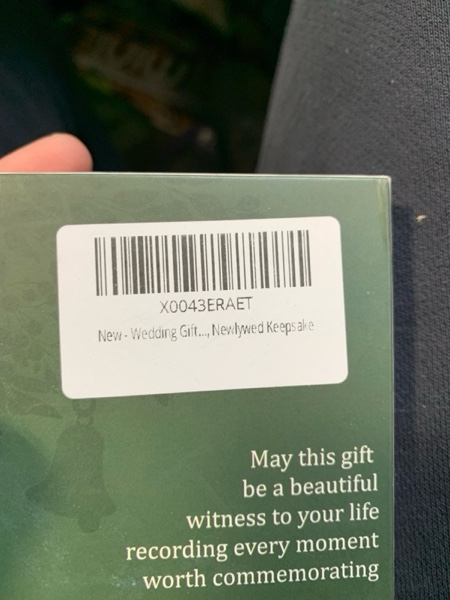 X0043ERAET
New - Wedding Gift..., Newlywed Keepsake
May this gift
be a beautiful
witness to your life
recording every moment
worth commemorating